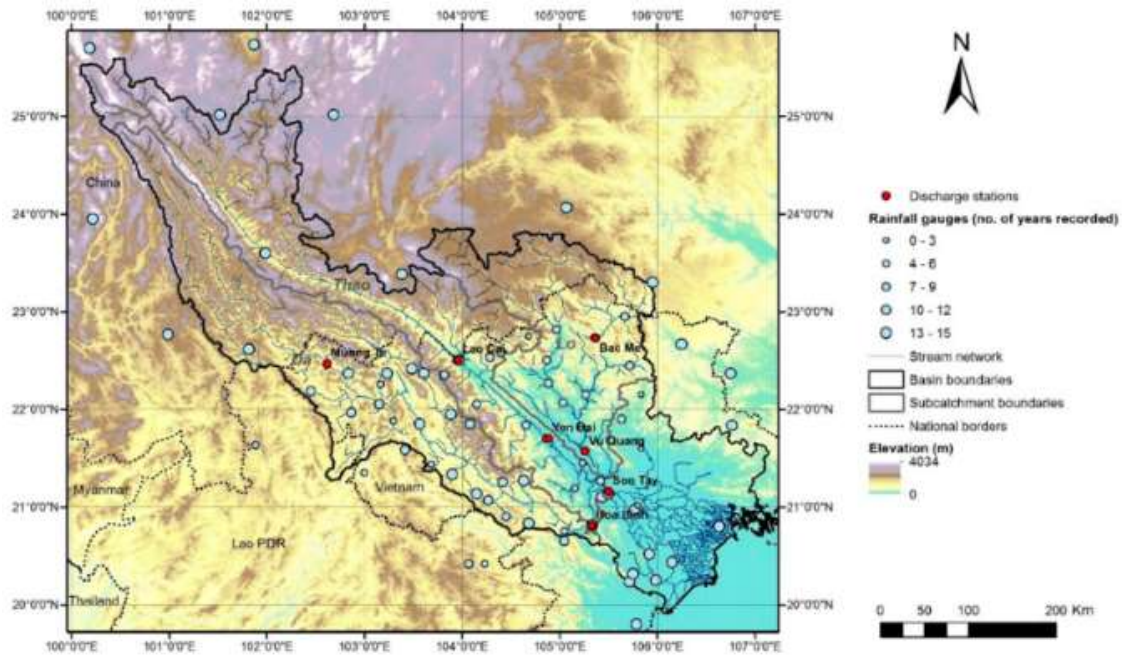 100°0'0"E 101°0'0"E 102°0'0"E 103°0'0"E 104°0'0"E 105°0'0"E 106°0'0"E 107°0'0"E
N
25°0'0"N 25°0'0"N
China
24°0'0"N 24°0'0"N
Thao
23°0'0"N 23°0'0"N
Da
Lao Cai
Bac Me
22°0'0"N 22°0'0"N
Yen Bai
Vu Quang
Son Tay
Vietnam
Myanmar
21°0'0"N 21°0'0"N
Hoa Binh
Lao PDR
Thailand
20°0'0"N 20°0'0"N
100°0'0"E 101°0'0"E 102°0'0"E 103°0'0"E 104°0'0"E 105°0'0"E 106°0'0"E 107°0'0"E
Discharge stations
Rainfall gauges (no. of years recorded)
0 - 3
4 - 6
7 - 9
10 - 12
13 - 15
Stream network
Basin boundaries
Subcatchment boundaries
National borders
Elevation (m)
4034
0
0 50 100 200 Km